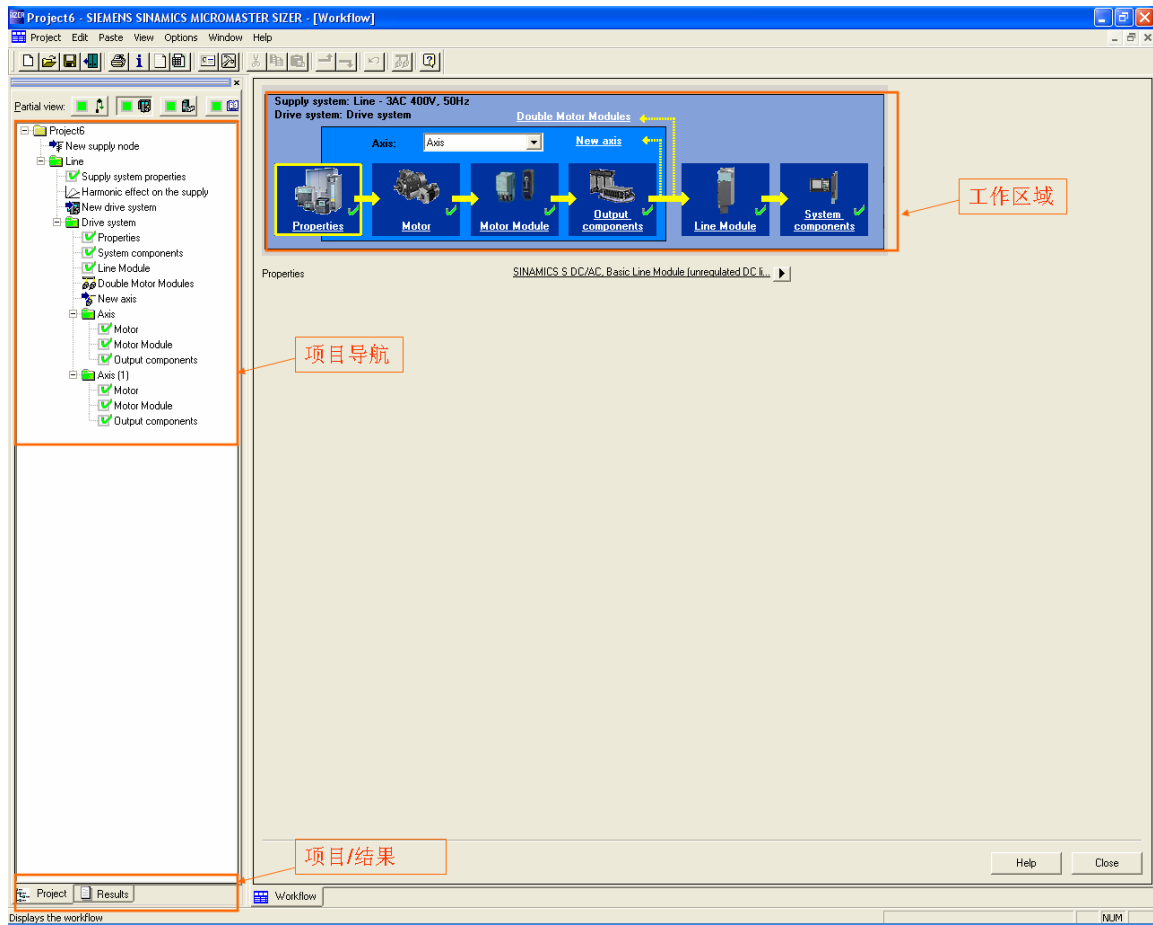 Project6 - SIEMENS SINAMICS MICROMASTER SIZER - [Workflow]
Project Edit Paste View Options Window Help
Partial view:
Project6
New supply node
Line
Supply system properties
Harmonic effect on the supply
New drive system
Drive system
Properties
System components
Line Module
Double Motor Modules
New axis
Axis
Motor
Motor Module
Output components
Axis (1)
Motor
Motor Module
Output components
Supply system: Line - 3AC 400V, 50Hz
Drive system: Drive system
Double Motor Modules
Axis: Axis
New axis
Properties
Motor
Motor Module
Output components
Line Module
System components
工作区域
Properties
SINAMICS S DC/AC, Basic Line Module (unregulated DC li...
项目导航
项目/结果
Help
Close
Project
Results
Workflow
Displays the workflow
NUM